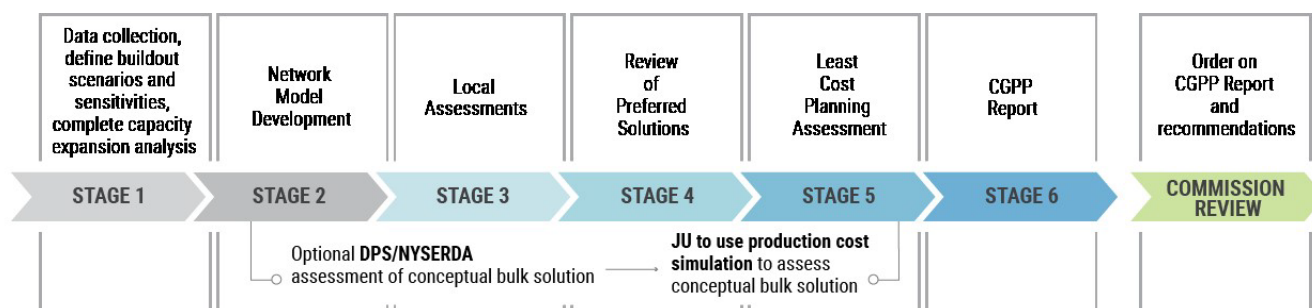 Data collection,
define buildout
scenarios and
sensitivities,
complete capacity
expansion analysis
Network
Model
Development
Local
Assessments
Review
of
Preferred
Solutions
Least
Cost
Planning
Assessment
CGPP
Report
Order on
CGPP Report
and
recommendations
STAGE 1
STAGE 2
STAGE 3
STAGE 4
STAGE 5
STAGE 6
COMMISSION
REVIEW
Optional DPS/NYSERDA
assessment of conceptual bulk solution
JU to use production cost
simulation to assess
conceptual bulk solution